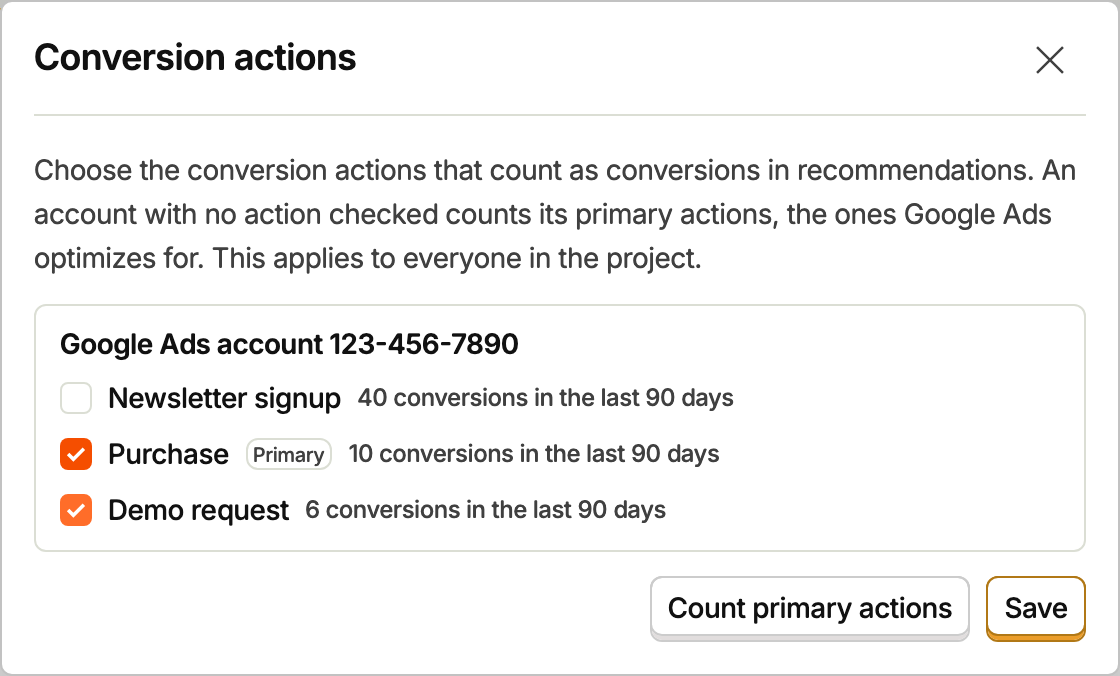 Conversion actions
Choose the conversion actions that count as conversions in recommendations. An
account with no action checked counts its primary actions, the ones Google Ads
optimizes for. This applies to everyone in the project.
Google Ads account 123-456-7890
Newsletter signup 40 conversions in the last 90 days
Purchase Primary 10 conversions in the last 90 days
Demo request 6 conversions in the last 90 days
Count primary actions Save